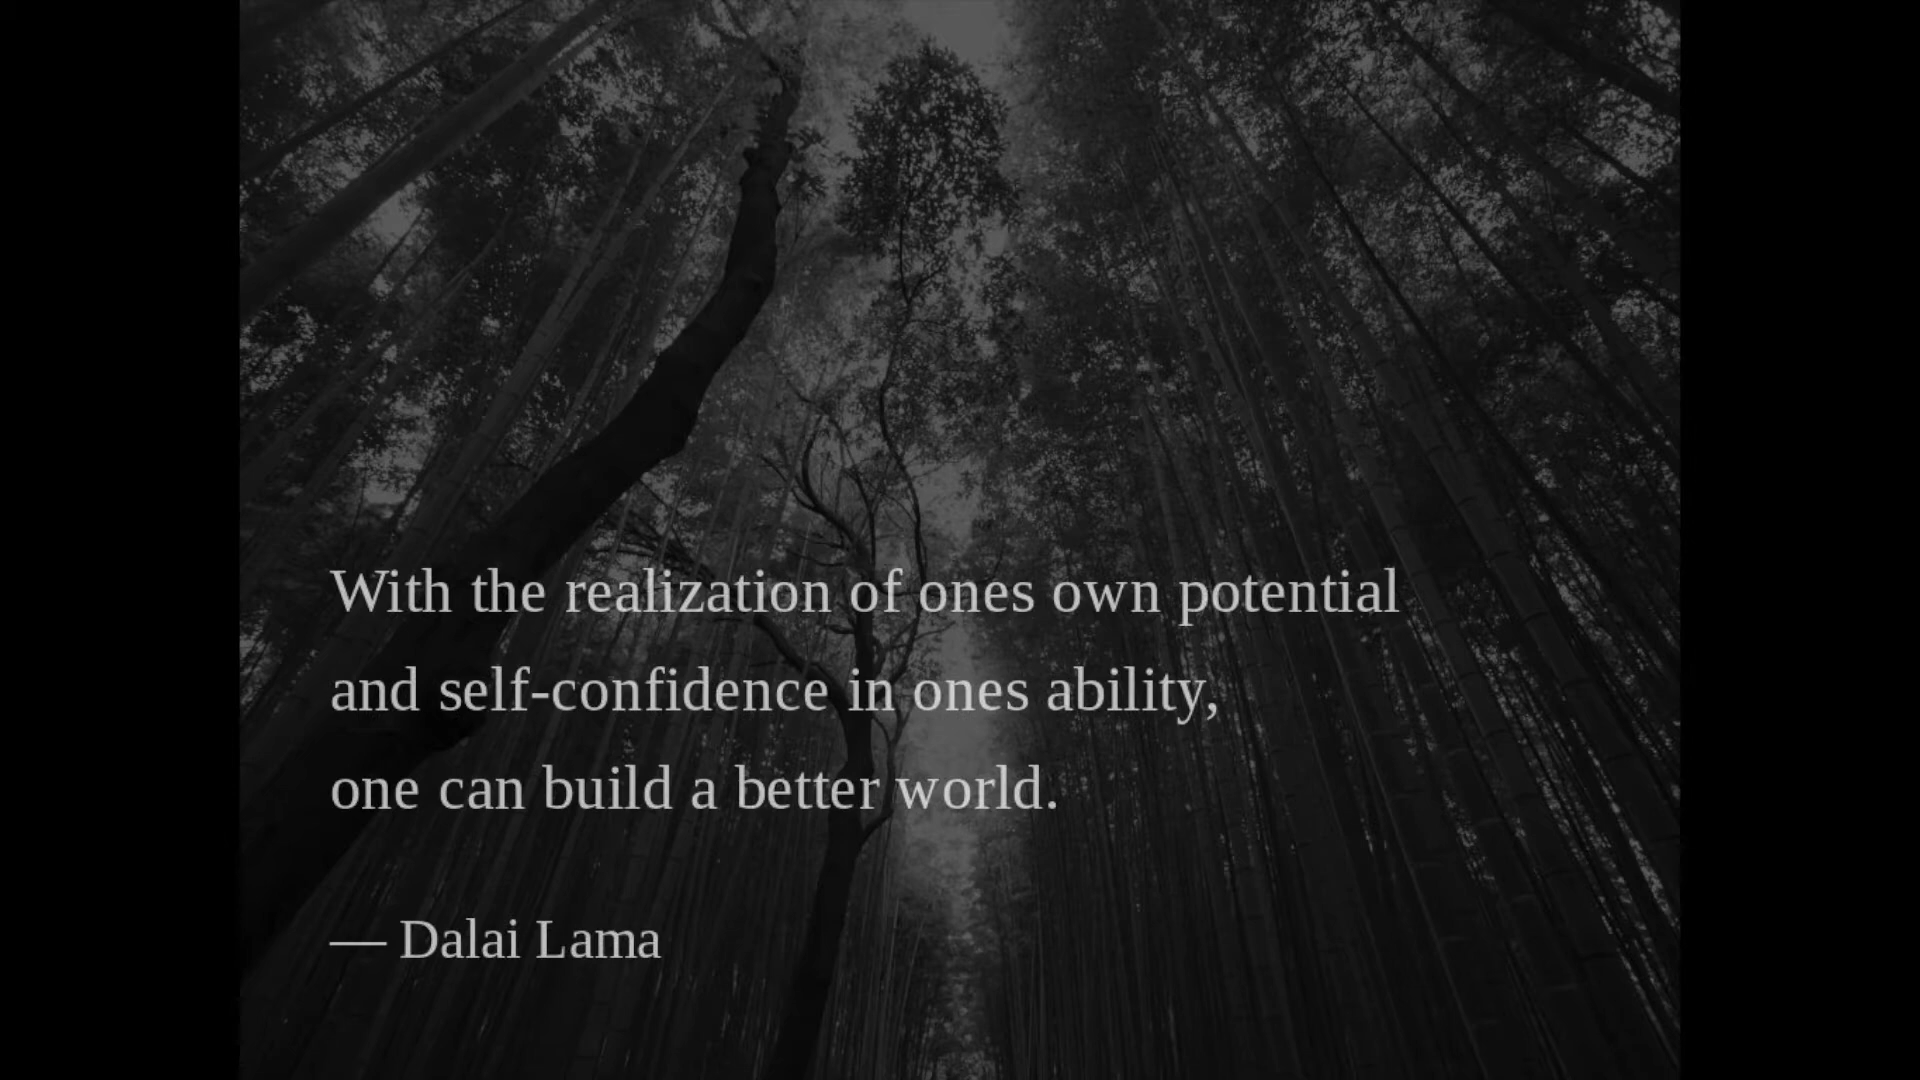 With the realization of ones own potential
and self-confidence in ones ability,
one can build a better world.
— Dalai Lama